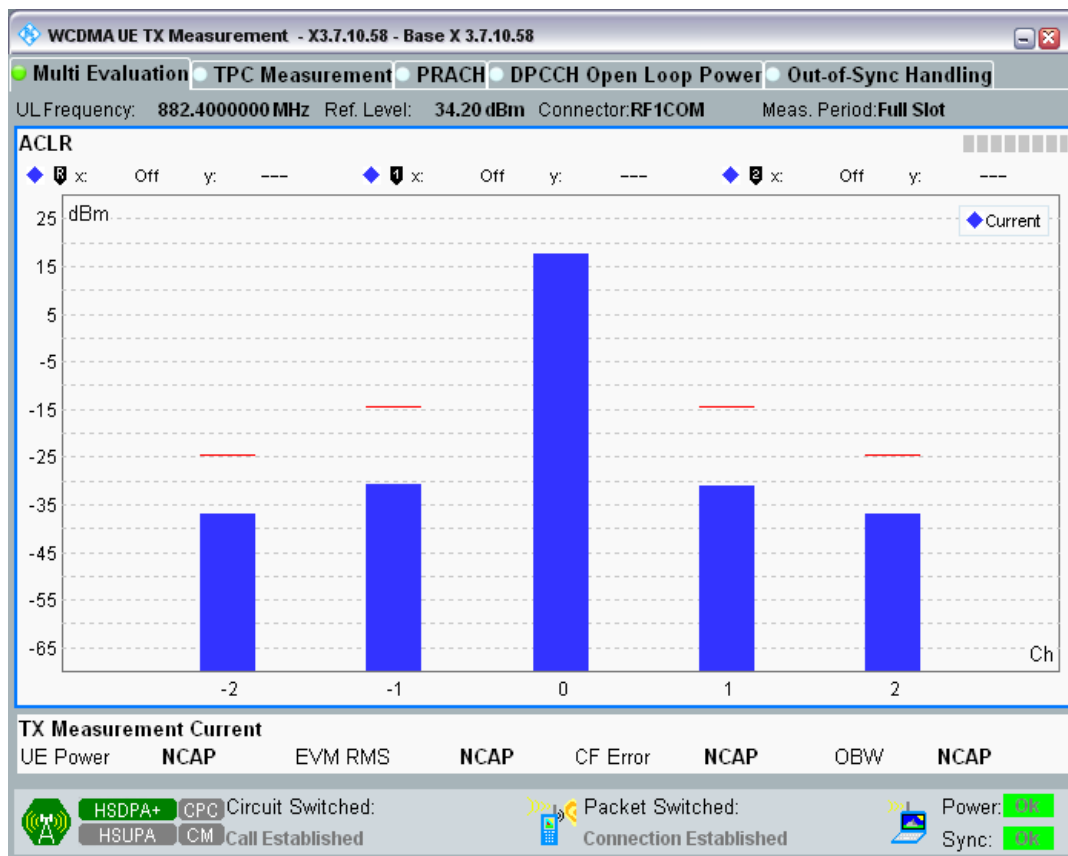 WCDMA UE TX Measurement - X3.7.10.58 - Base X 3.7.10.58
Multi Evaluation TPC Measurement PRACH DPCCH Open Loop Power Out-of-Sync Handling
UL Frequency: 882.4000000 MHz Ref. Level: 34.20 dBm Connector:RF1COM Meas. Period:Full Slot
ACLR
R x: Off y: --- 1 x: Off y: --- 2 x: Off y: ---
dBm
Current
25
15
5
-5
-15
-25
-35
-45
-55
-65
Ch
-2 -1 0 1 2
TX Measurement Current
UE Power NCAP EVM RMS NCAP CF Error NCAP OBW NCAP
HSDPA+ CPC Circuit Switched: Packet Switched: Power: OK
HSUPA CM Call Established Connection Established Sync: OK